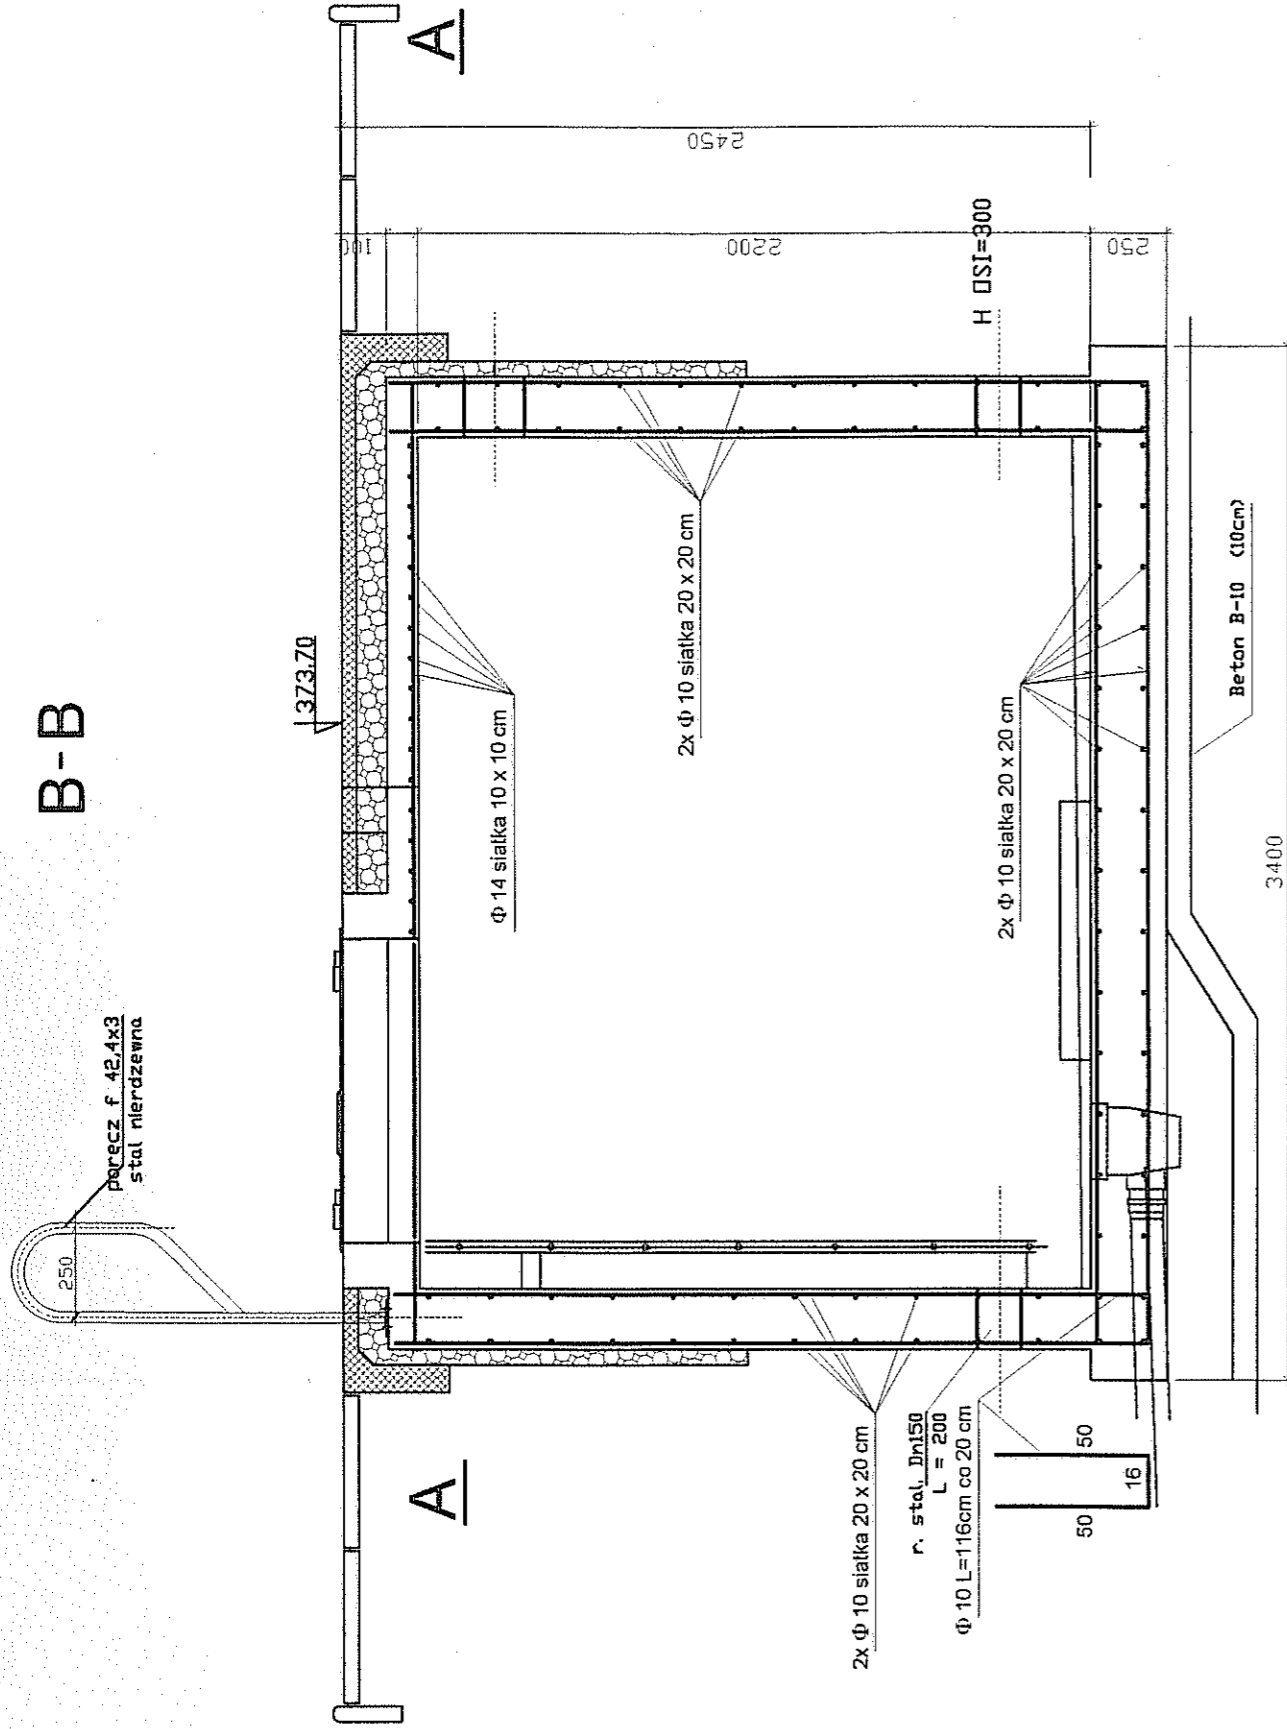 B-B
poręcz f 42,4x3
stal nierdzewna
250
373,70
A
A
100
2450
2200
250
H OSI=300
Φ 14 siatka 10 x 10 cm
2x Φ 10 siatka 20 x 20 cm
2x Φ 10 siatka 20 x 20 cm
2x Φ 10 siatka 20 x 20 cm
r. stal. Dn150
L = 200
Φ 10 L=116cm co 20 cm
50
16
50
Beton B-10 (10cm)
3400